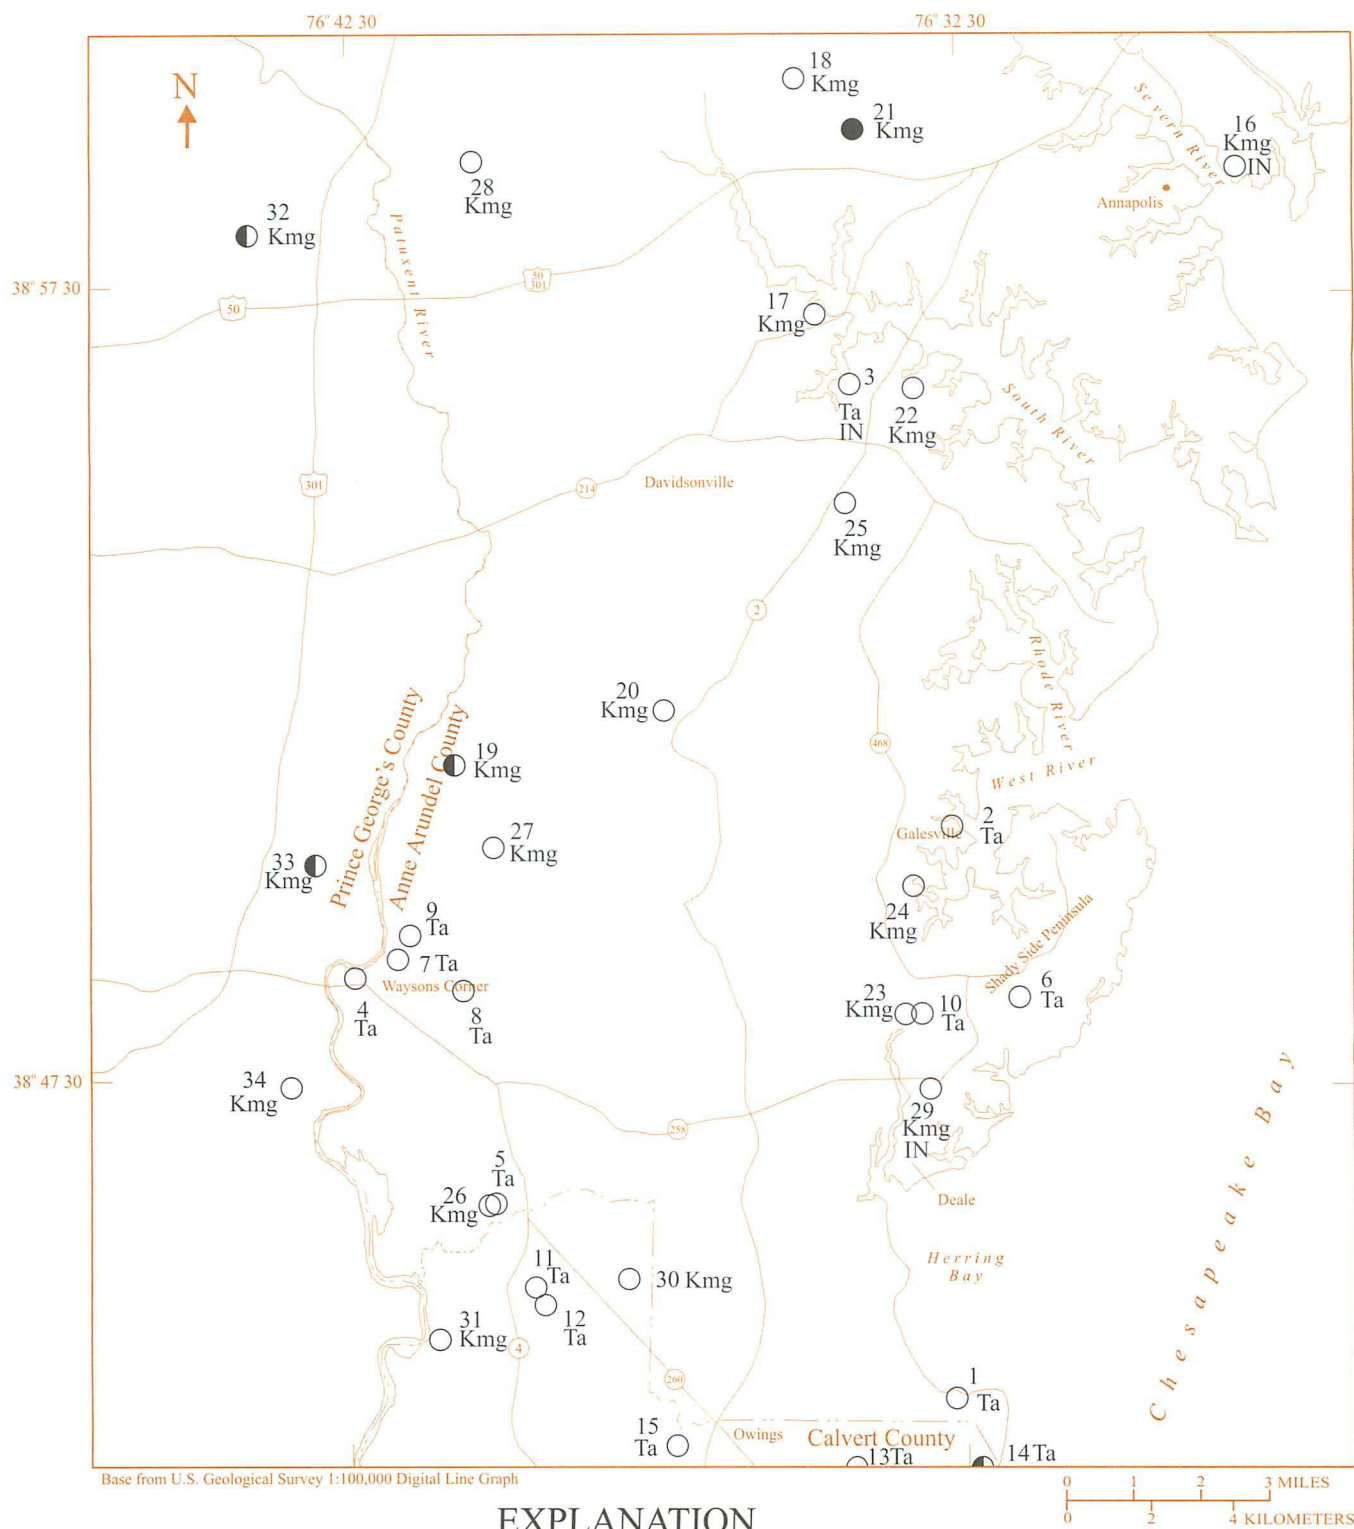 76° 42 30
76° 32 30
N
18
Kmg
21
Kmg
16
Kmg
IN
Severn River
Annapolis
28
Kmg
32
Kmg
Patuxent River
38° 57 30
50
50
301
17
Kmg
3
Ta
IN
22
Kmg
South River
301
214
Davidsonville
25
Kmg
2
Rhode River
20
Kmg
Prince George's County
Anne Arundel County
19
Kmg
468
West River
27
Kmg
Galesville
2
Ta
33
Kmg
24
Kmg
9
Ta
7 Ta
Waysons Corner
Shady Side Peninsula
4
Ta
8
Ta
23
Kmg
10
Ta
6
Ta
38° 47 30
34
Kmg
258
29
Kmg
IN
Chesapeake Bay
5
Ta
26
Kmg
Deale
Herring
Bay
11
Ta
12
Ta
30 Kmg
31
Kmg
4
260
1
Ta
15
Ta
Owings
Calvert County
13Ta
14 Ta
Base from U.S. Geological Survey 1:100,000 Digital Line Graph
0 1 2 3 MILES
0 2 4 KILOMETERS
EXPLANATION